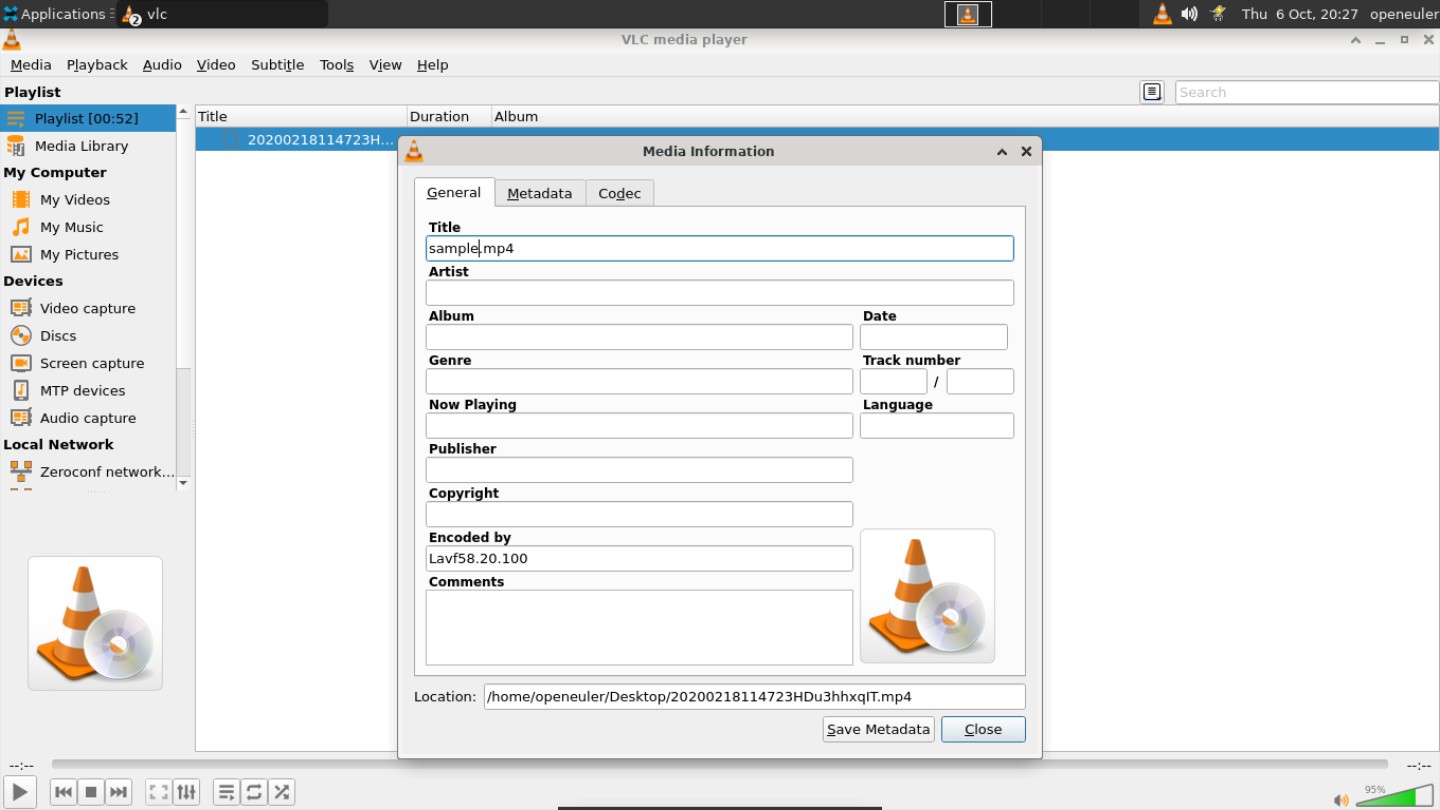 Applications vlc Thu 6 Oct, 20:27 openeuler
2
VLC media player
Media Playback Audio Video Subtitle Tools View Help
Playlist Search
Playlist [00:52]
Media Library
My Computer
My Videos
My Music
My Pictures
Devices
Video capture
Discs
Screen capture
MTP devices
Audio capture
Local Network
Zeroconf network...
Title Duration Album
20200218114723H...
Media Information
General Metadata Codec
Title
sample.mp4
Artist
Album Date
Genre Track number
/
Now Playing Language
Publisher
Copyright
Encoded by
Lavf58.20.100
Comments
Location: /home/openeuler/Desktop/20200218114723HDu3hhxqIT.mp4
Save Metadata Close
--:-- --:--
95%